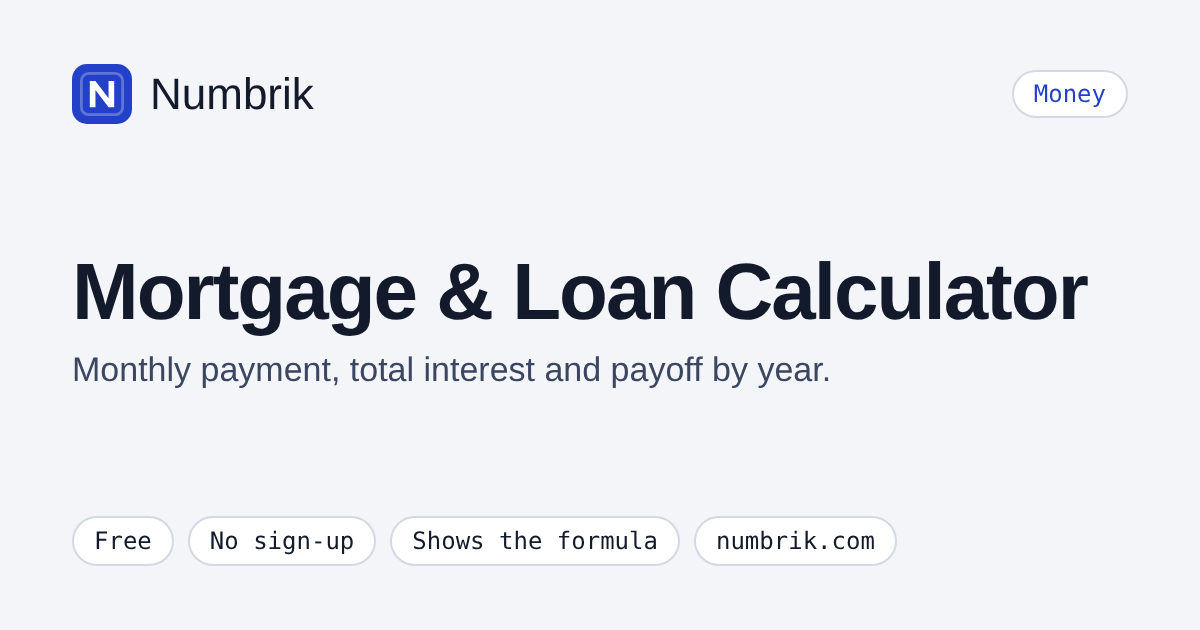 Numbrik
Money
Mortgage & Loan Calculator
Monthly payment, total interest and payoff by year.
Free
No sign-up
Shows the formula
numbrik.com